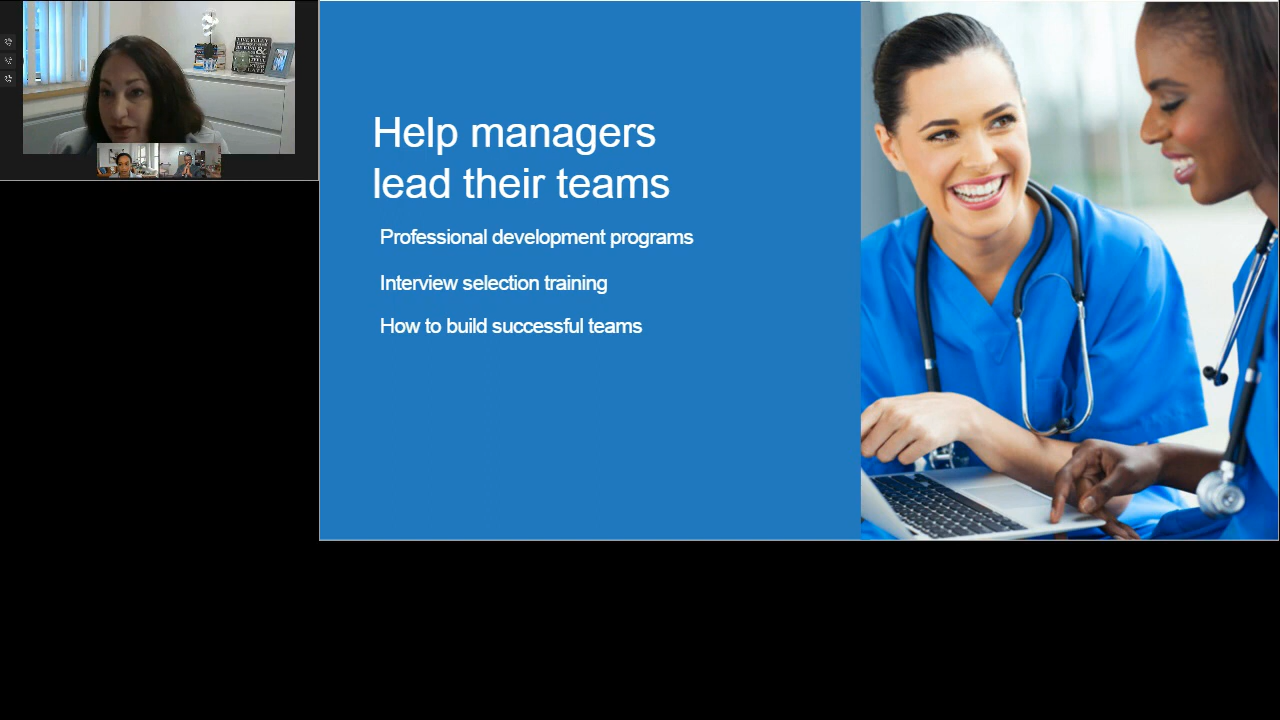 Help managers
lead their teams
Professional development programs
Interview selection training
How to build successful teams